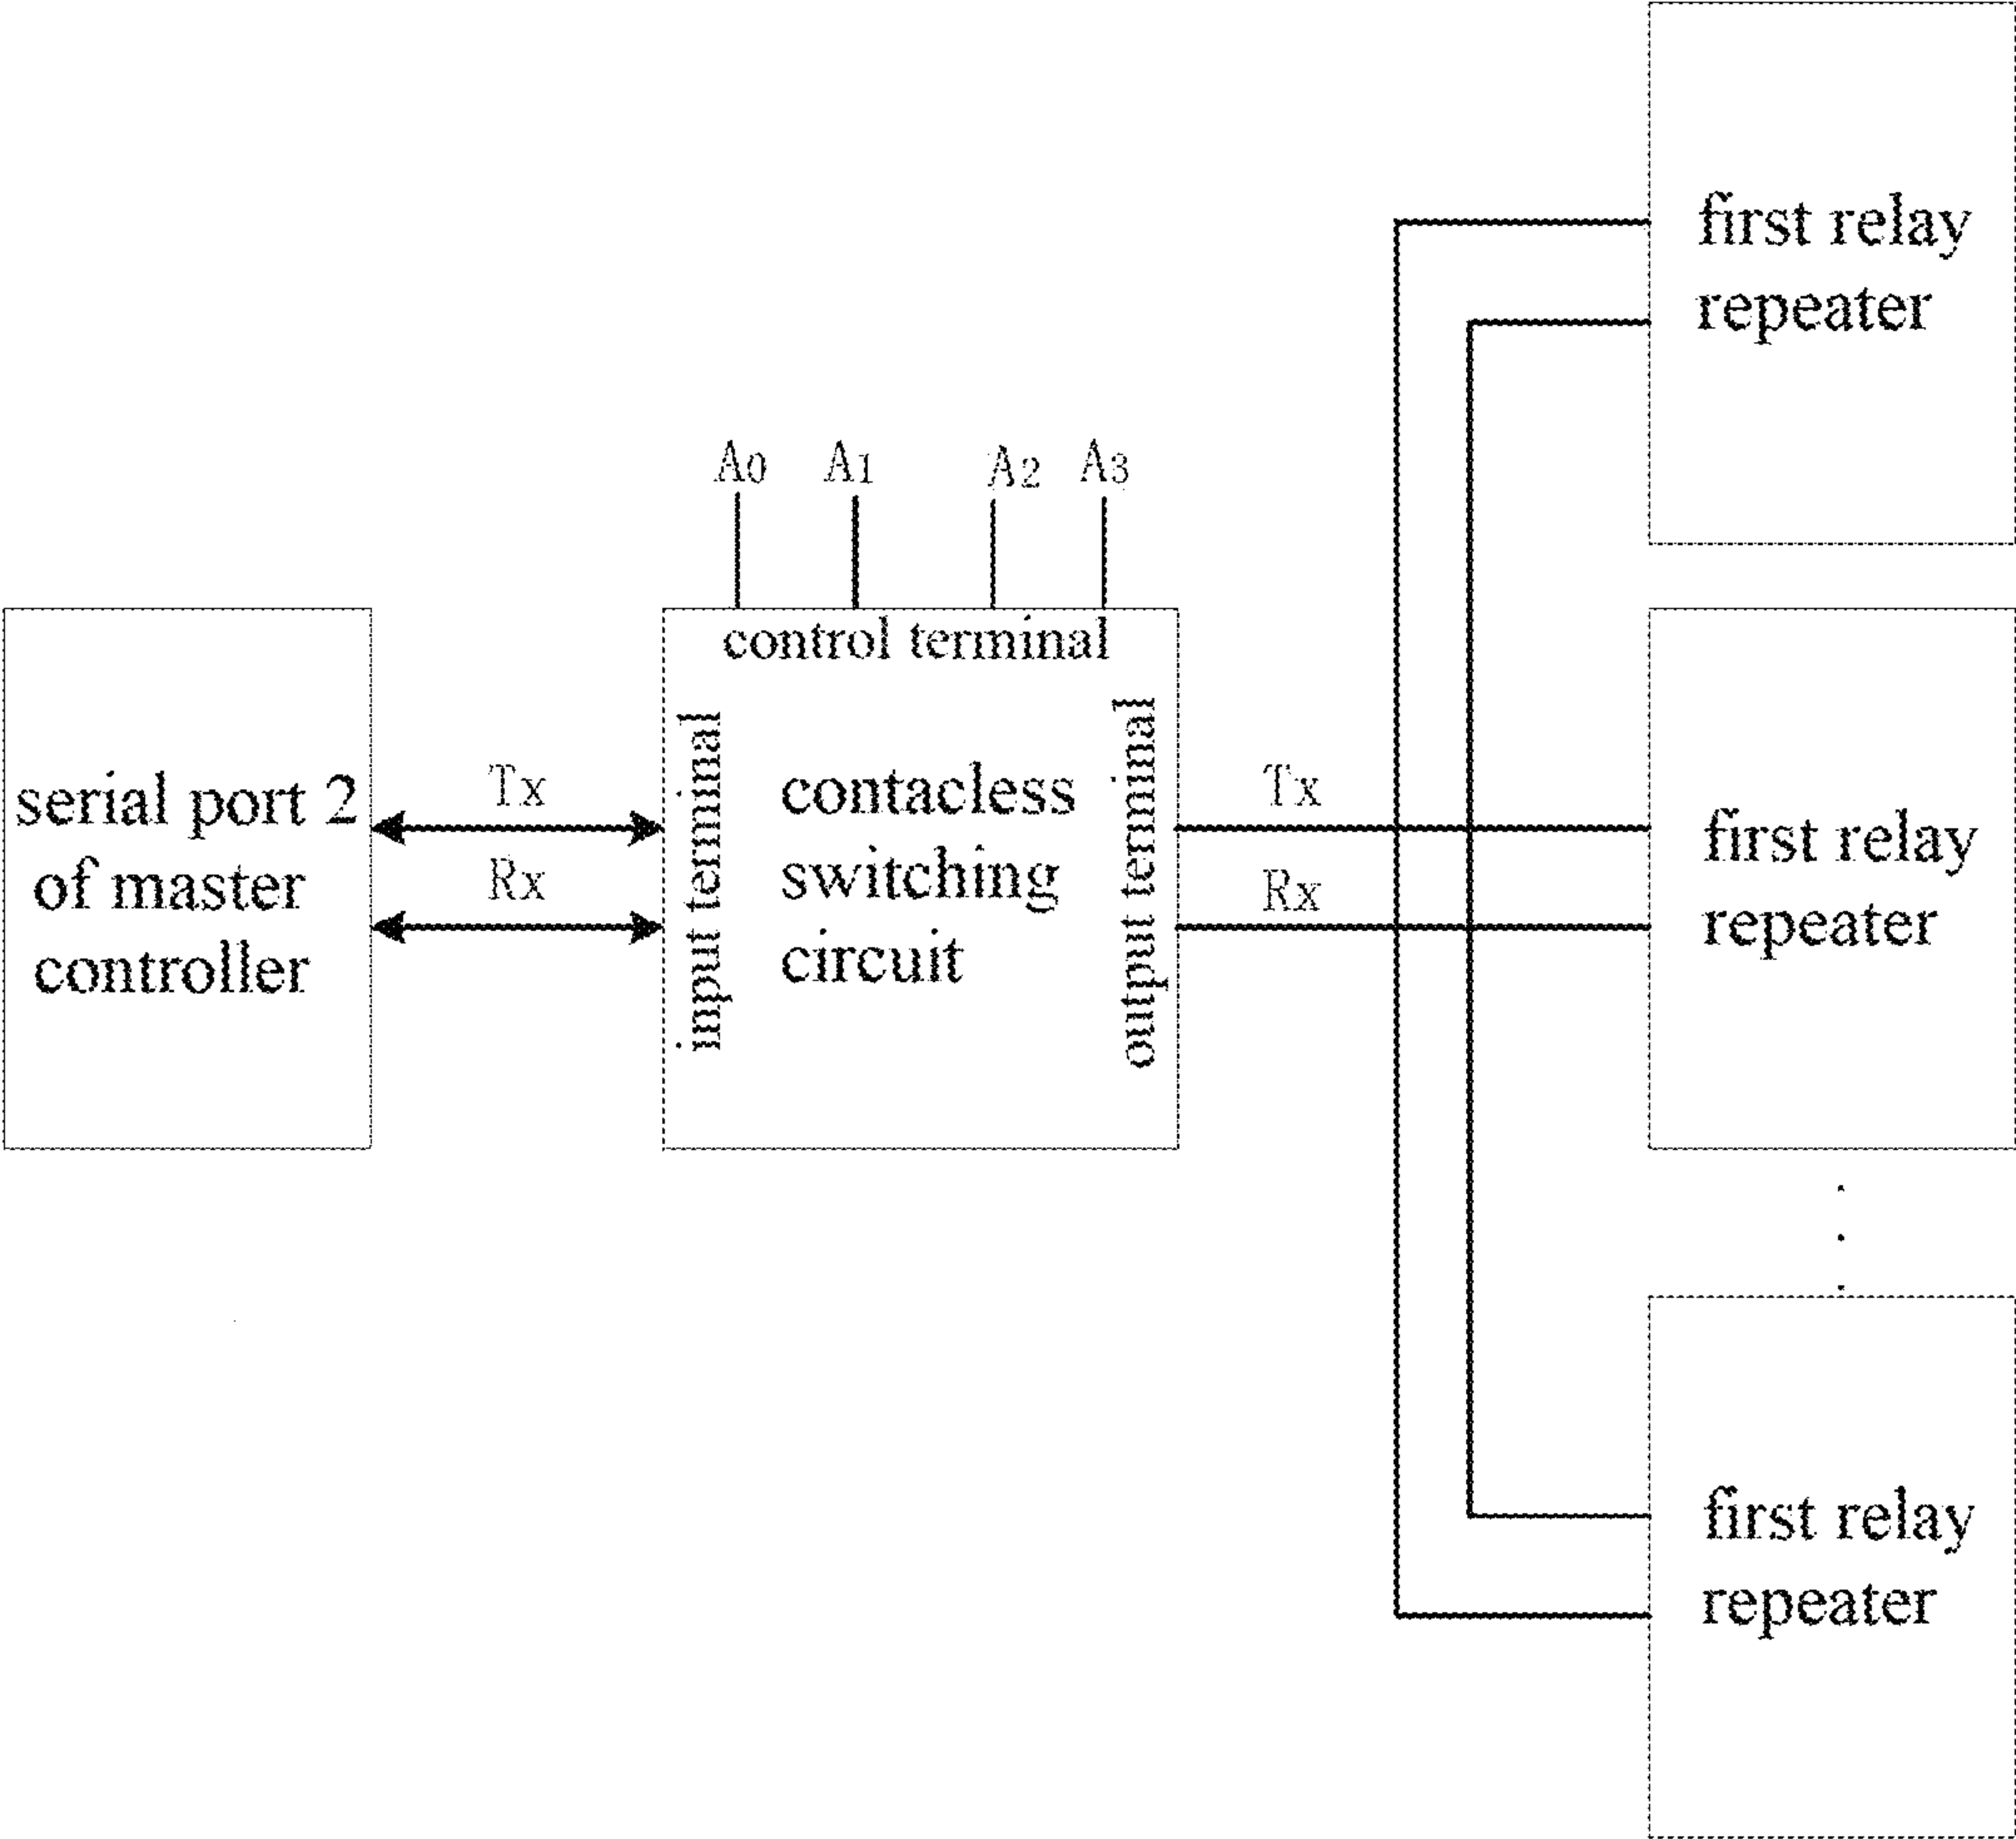 first relay
repeater
A0 A1 A2 A3
control terminal
serial port 2
of master
controller
Tx
Rx
input terminal
contacless
switching
circuit
output terminal
Tx
Rx
first relay
repeater
first relay
repeater